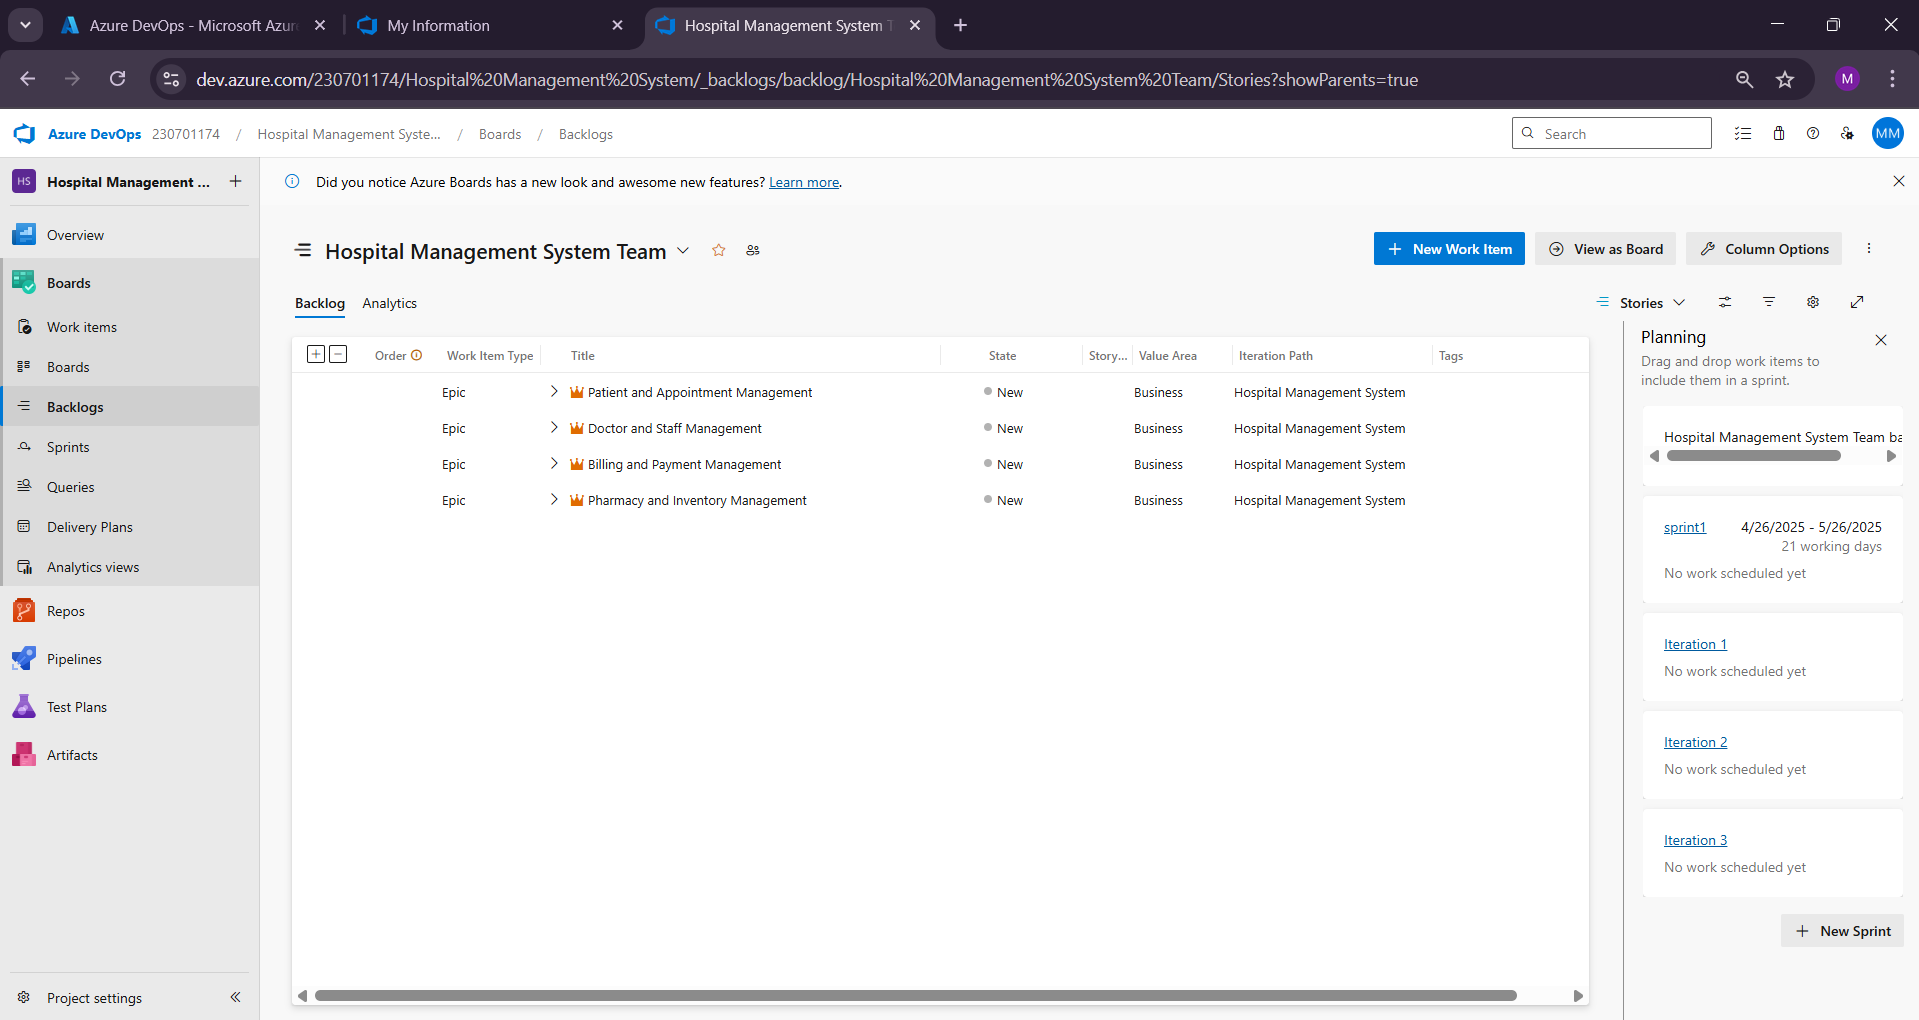 Azure DevOps - Microsoft Azur
My Information
Hospital Management System T
dev.azure.com/230701174/Hospital%20Management%20System/_backlogs/backlog/Hospital%20Management%20System%20Team/Stories?showParents=true
M
Azure DevOps 230701174 / Hospital Management Syste... / Boards / Backlogs
Search
MM
HS Hospital Management ...
Did you notice Azure Boards has a new look and awesome new features? Learn more.
Overview
Boards
Work items
Boards
Backlogs
Sprints
Queries
Delivery Plans
Analytics views
Repos
Pipelines
Test Plans
Artifacts
Project settings
Hospital Management System Team
New Work Item
View as Board
Column Options
Backlog Analytics
Stories
Order Work Item Type Title State Story... Value Area Iteration Path Tags
Epic Patient and Appointment Management New Business Hospital Management System
Epic Doctor and Staff Management New Business Hospital Management System
Epic Billing and Payment Management New Business Hospital Management System
Epic Pharmacy and Inventory Management New Business Hospital Management System
Planning
Drag and drop work items to
include them in a sprint.
Hospital Management System Team ba
sprint1 4/26/2025 - 5/26/2025
21 working days
No work scheduled yet
Iteration 1
No work scheduled yet
Iteration 2
No work scheduled yet
Iteration 3
No work scheduled yet
New Sprint